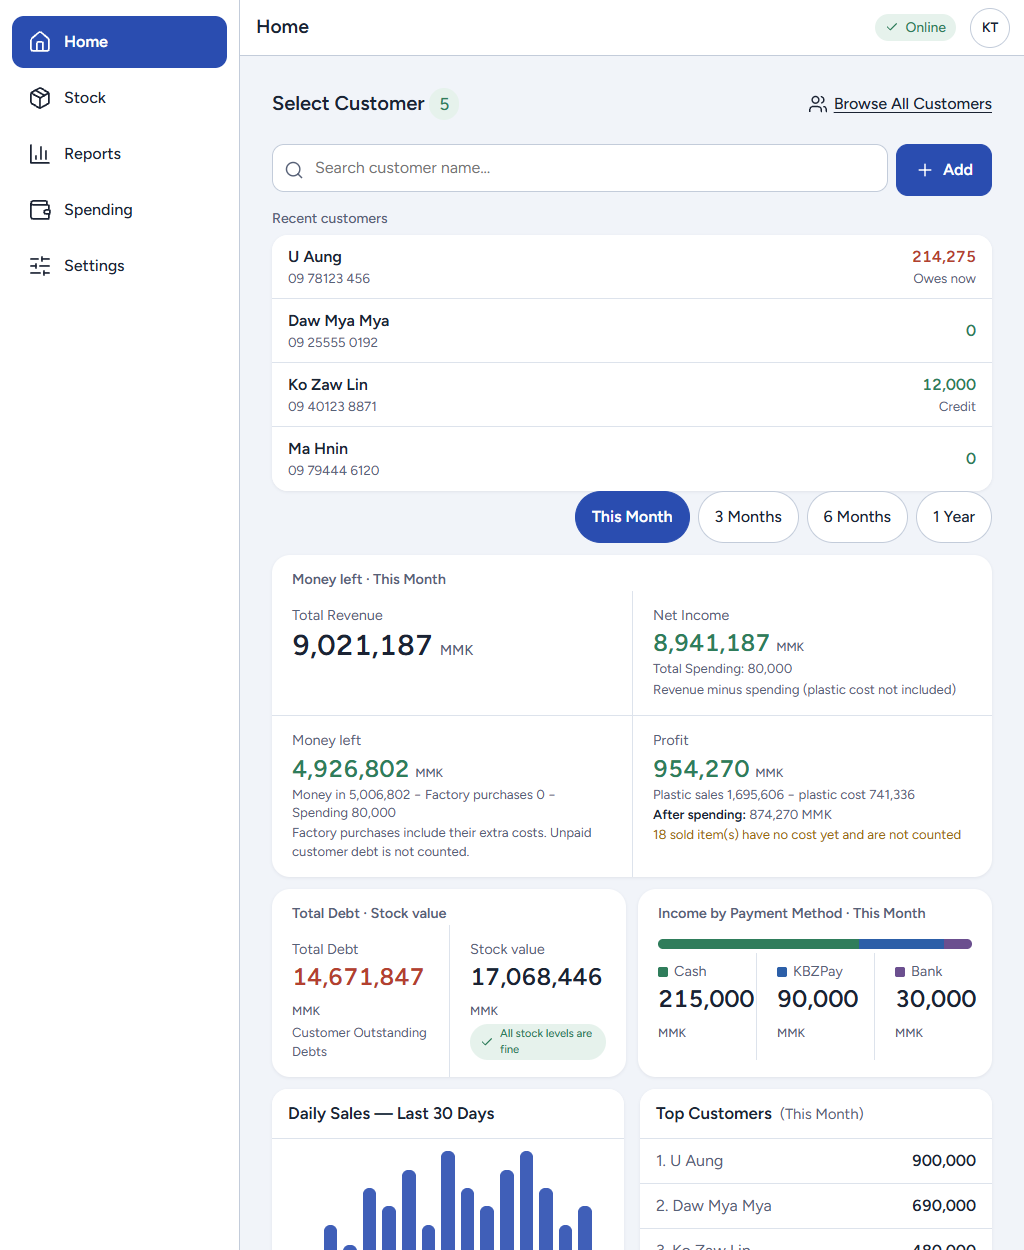 Home
Stock
Reports
Spending
Settings
Home
Online
KT
Select Customer 5
Browse All Customers
Search customer name...
Add
Recent customers
U Aung
214,275
09 78123 456
Owes now
Daw Mya Mya
09 25555 0192
0
Ko Zaw Lin
12,000
09 40123 8871
Credit
Ma Hnin
09 79444 6120
0
This Month
3 Months
6 Months
1 Year
Money left · This Month
Total Revenue
9,021,187 MMK
Net Income
8,941,187 MMK
Total Spending: 80,000
Revenue minus spending (plastic cost not included)
Money left
4,926,802 MMK
Money in 5,006,802 − Factory purchases 0 −
Spending 80,000
Factory purchases include their extra costs. Unpaid
customer debt is not counted.
Profit
954,270 MMK
Plastic sales 1,695,606 − plastic cost 741,336
After spending: 874,270 MMK
18 sold item(s) have no cost yet and are not counted
Total Debt · Stock value
Total Debt
14,671,847
MMK
Customer Outstanding
Debts
Stock value
17,068,446
MMK
All stock levels are
fine
Income by Payment Method · This Month
Cash
215,000
MMK
KBZPay
90,000
MMK
Bank
30,000
MMK
Daily Sales — Last 30 Days
Top Customers (This Month)
1. U Aung
900,000
2. Daw Mya Mya
690,000
3. Ko Zaw Lin
480,000